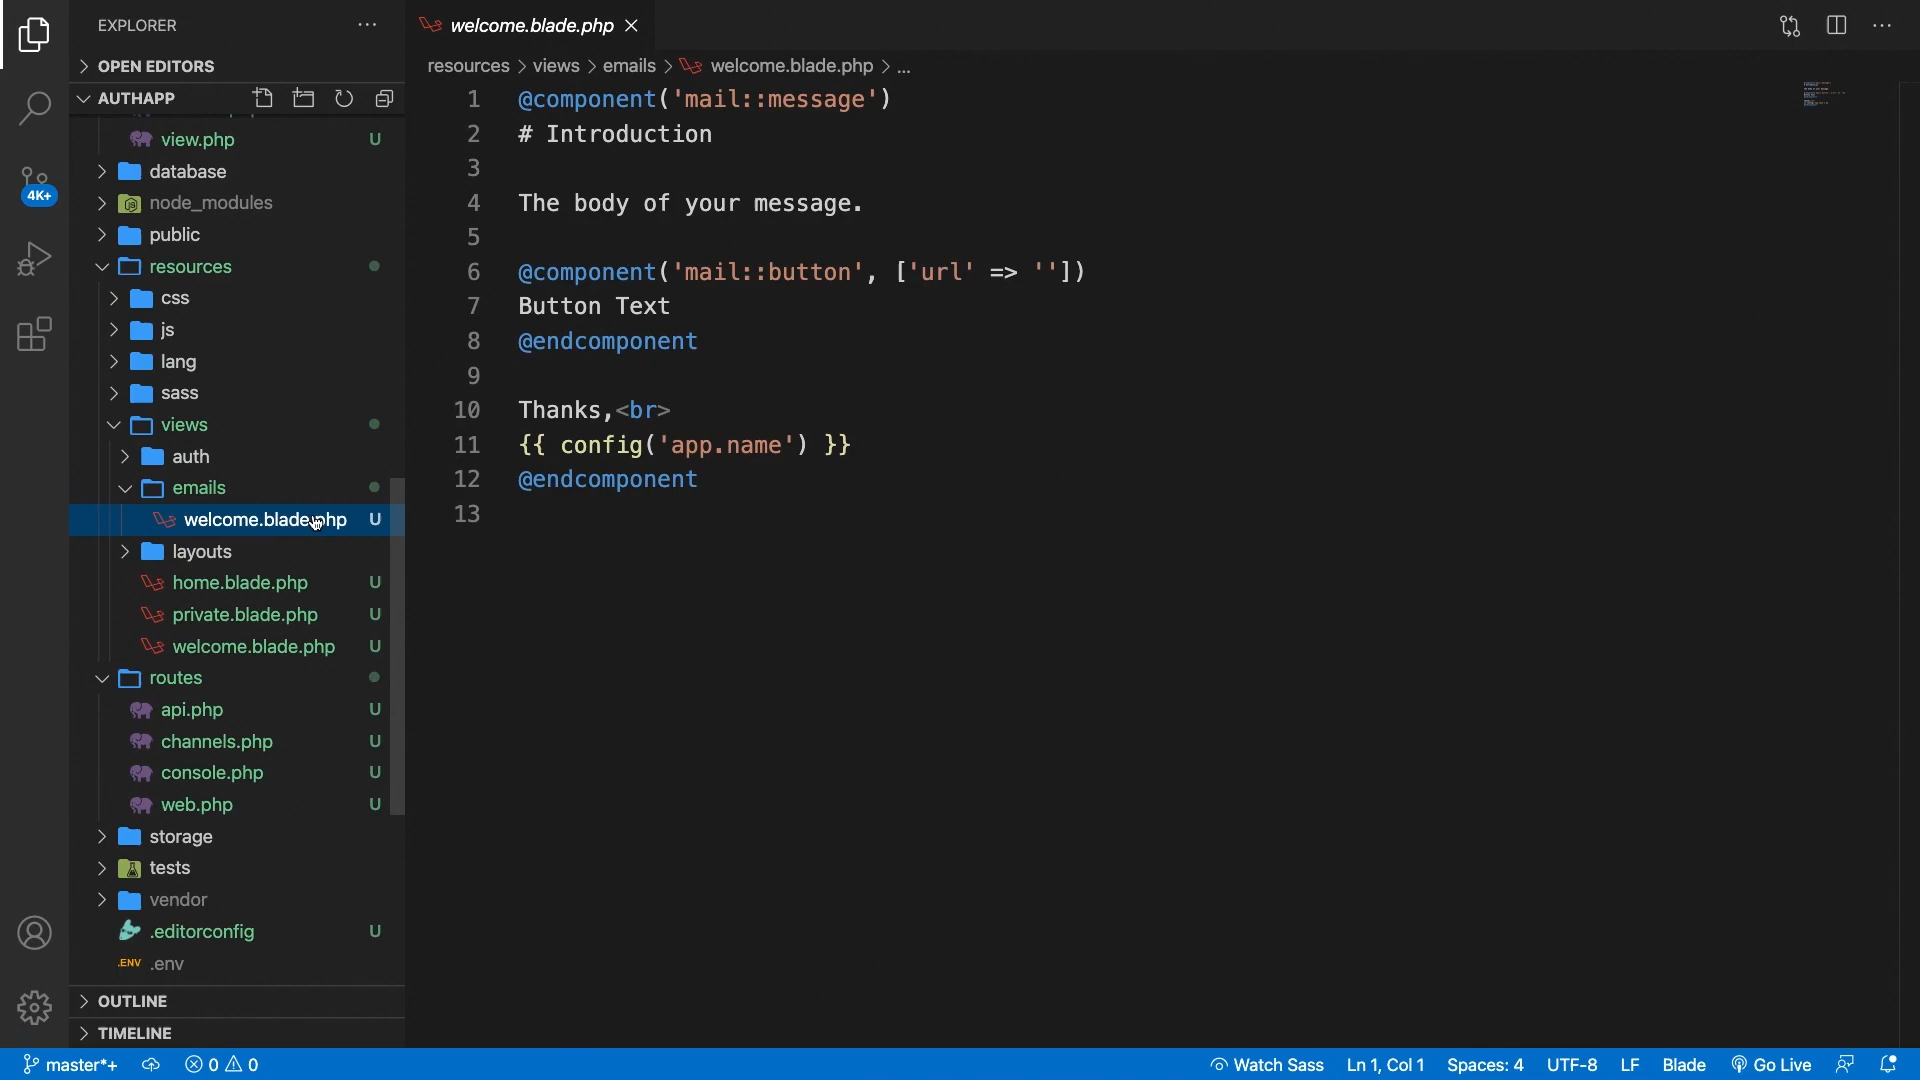 EXPLORER
OPEN EDITORS
AUTHAPP
view.php U
database
node_modules
public
resources
css
js
lang
sass
views
auth
emails
welcome.blade.php U
layouts
home.blade.php U
private.blade.php U
welcome.blade.php U
routes
api.php U
channels.php U
console.php U
web.php U
storage
tests
vendor
.editorconfig U
.ENV .env
OUTLINE
TIMELINE
4K+
welcome.blade.php
resources > views > emails > welcome.blade.php > ...
1 @component('mail::message')
2 # Introduction
3
4 The body of your message.
5
6 @component('mail::button', ['url' => ''])
7 Button Text
8 @endcomponent
9
10 Thanks,<br>
11 {{ config('app.name') }}
12 @endcomponent
13
master*+ 0 0 Watch Sass Ln 1, Col 1 Spaces: 4 UTF-8 LF Blade Go Live